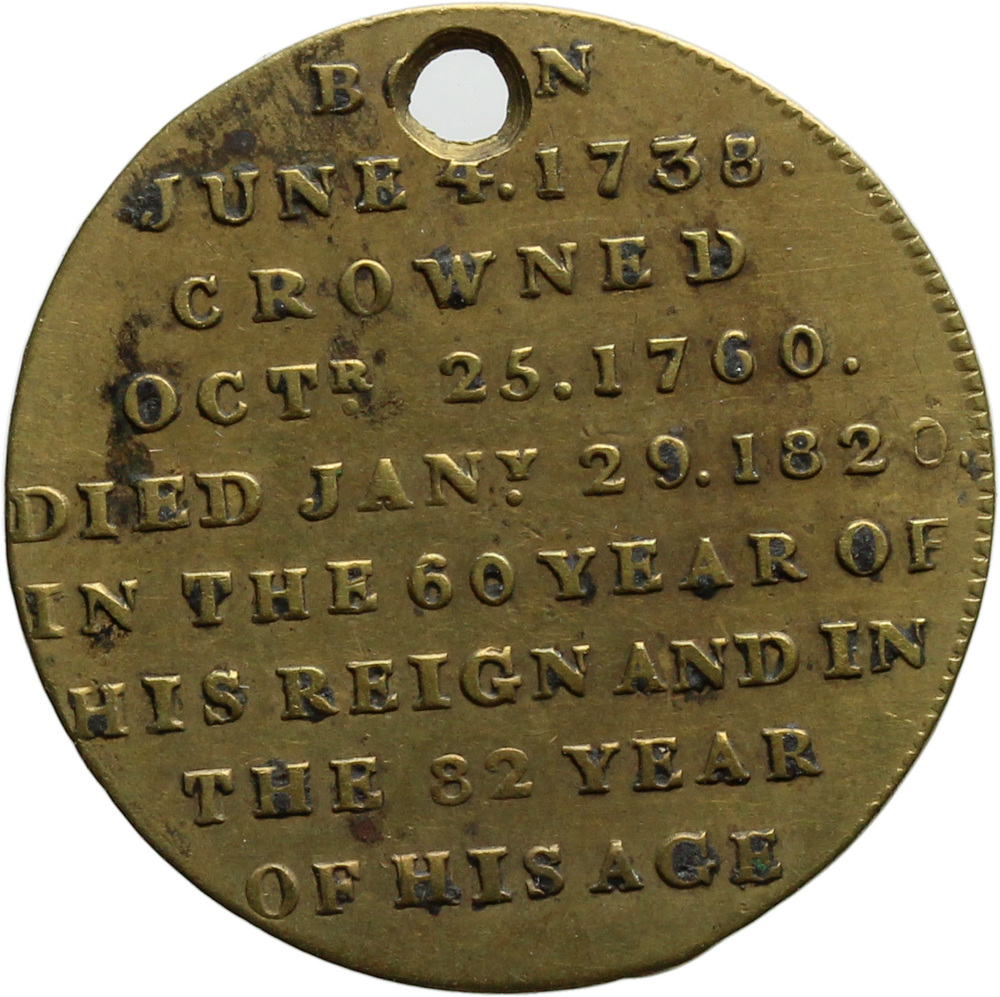 B N
JUNE 4. 1738.
CROWNED
OCTR 25. 1760.
DIED JANY 29. 1820.
IN THE 60 YEAR OF
HIS REIGN AND IN
THE 82 YEAR
OF HIS AGE